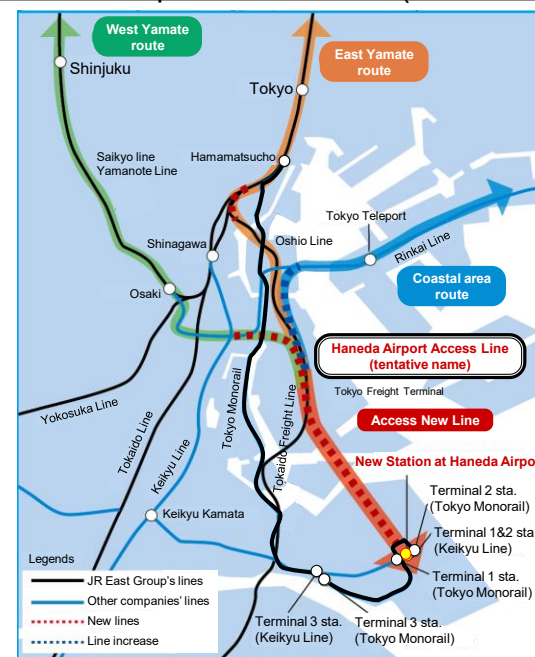 West Yamate
route
East Yamate
route
Shinjuku
Tokyo
Saikyo line
Yamanote Line
Hamamatsucho
Tokyo Teleport
Shinagawa
Oshio Line
Rinkai Line
Osaki
Coastal area
route
Haneda Airport Access Line
(tentative name)
Tokyo Freight Terminal
Access New Line
Yokosuka Line
Tokaido Line
Keikyu Line
Tokyo Monorail
Tokaido Freight Line
New Station at Haneda Airpo
Terminal 2 sta.
(Tokyo Monorail)
Keikyu Kamata
Terminal 1&2 sta
(Keikyu Line)
Terminal 1 sta.
(Tokyo Monorail)
Legends
JR East Group's lines
Other companies' lines
New lines
Line increase
Terminal 3 sta.
(Keikyu Line)
Terminal 3 sta.
(Tokyo Monorail)